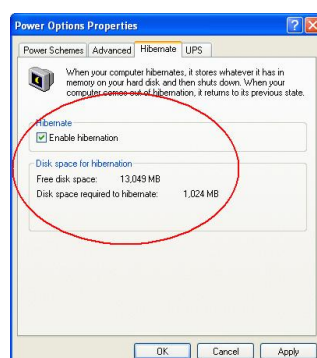 Power Options Properties
Power Schemes Advanced Hibernate UPS
When your computer hibernates, it stores whatever it has in
memory on your hard disk and then shuts down. When your
computer comes out of hibernation, it returns to its previous state.
Hibernate
Enable hibernation
Disk space for hibernation
Free disk space: 13,049 MB
Disk space required to hibernate: 1,024 MB
OK Cancel Apply